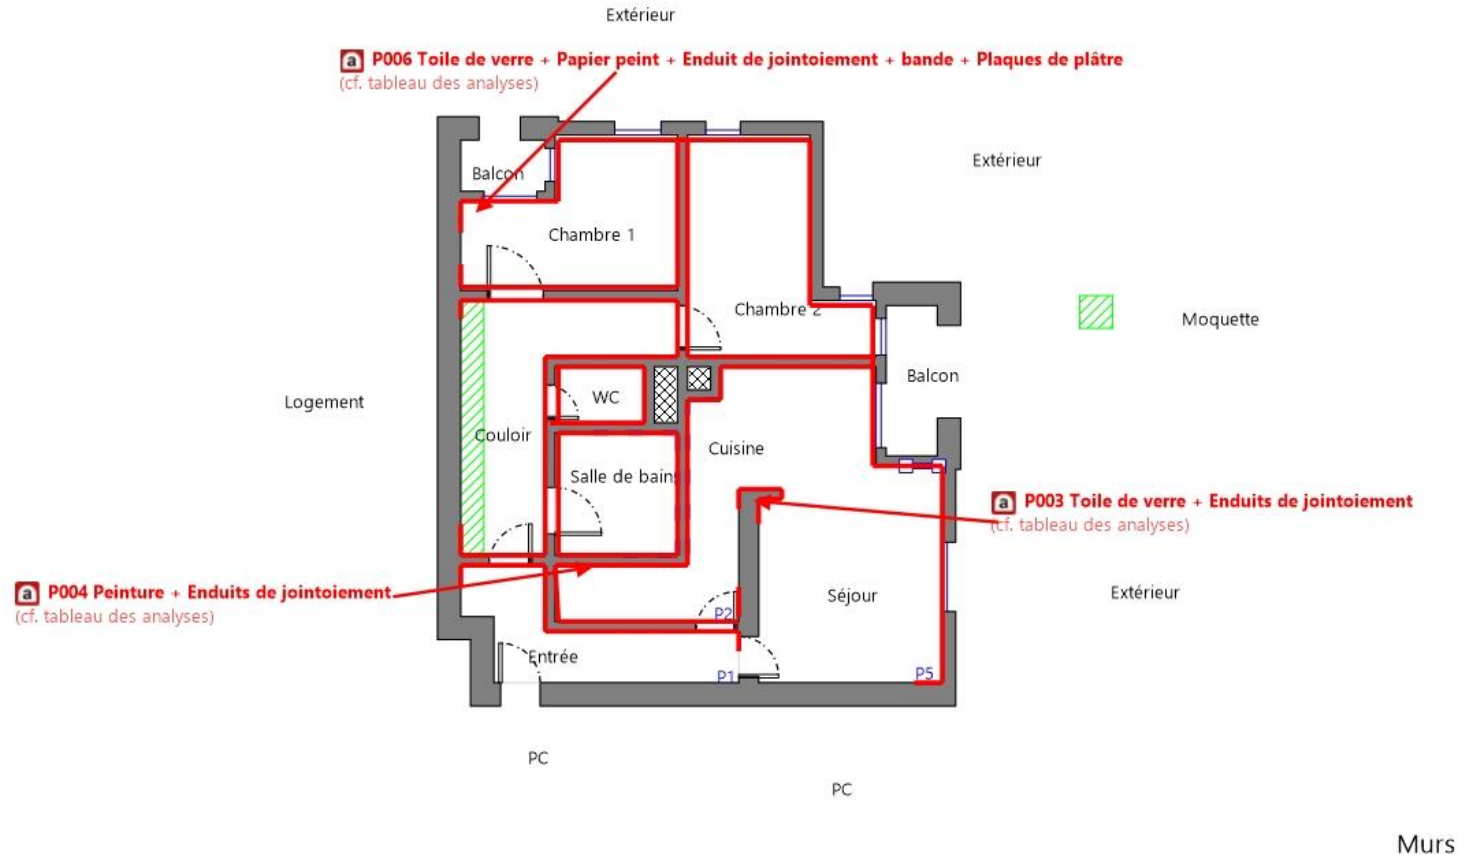 Extérieur
a P006 Toile de verre + Papier peint + Enduit de jointoiement + bande + Plaques de plâtre
(cf. tableau des analyses)
Balcon
Extérieur
Chambre 1
Chambre 2
Moquette
Balcon
Logement
WC
Couloir
Cuisine
Salle de bains
a P003 Toile de verre + Enduits de jointoiement
(cf. tableau des analyses)
a P004 Peinture + Enduits de jointoiement
(cf. tableau des analyses)
Séjour
Extérieur
P2
Entrée
P1
P5
PC
PC
Murs